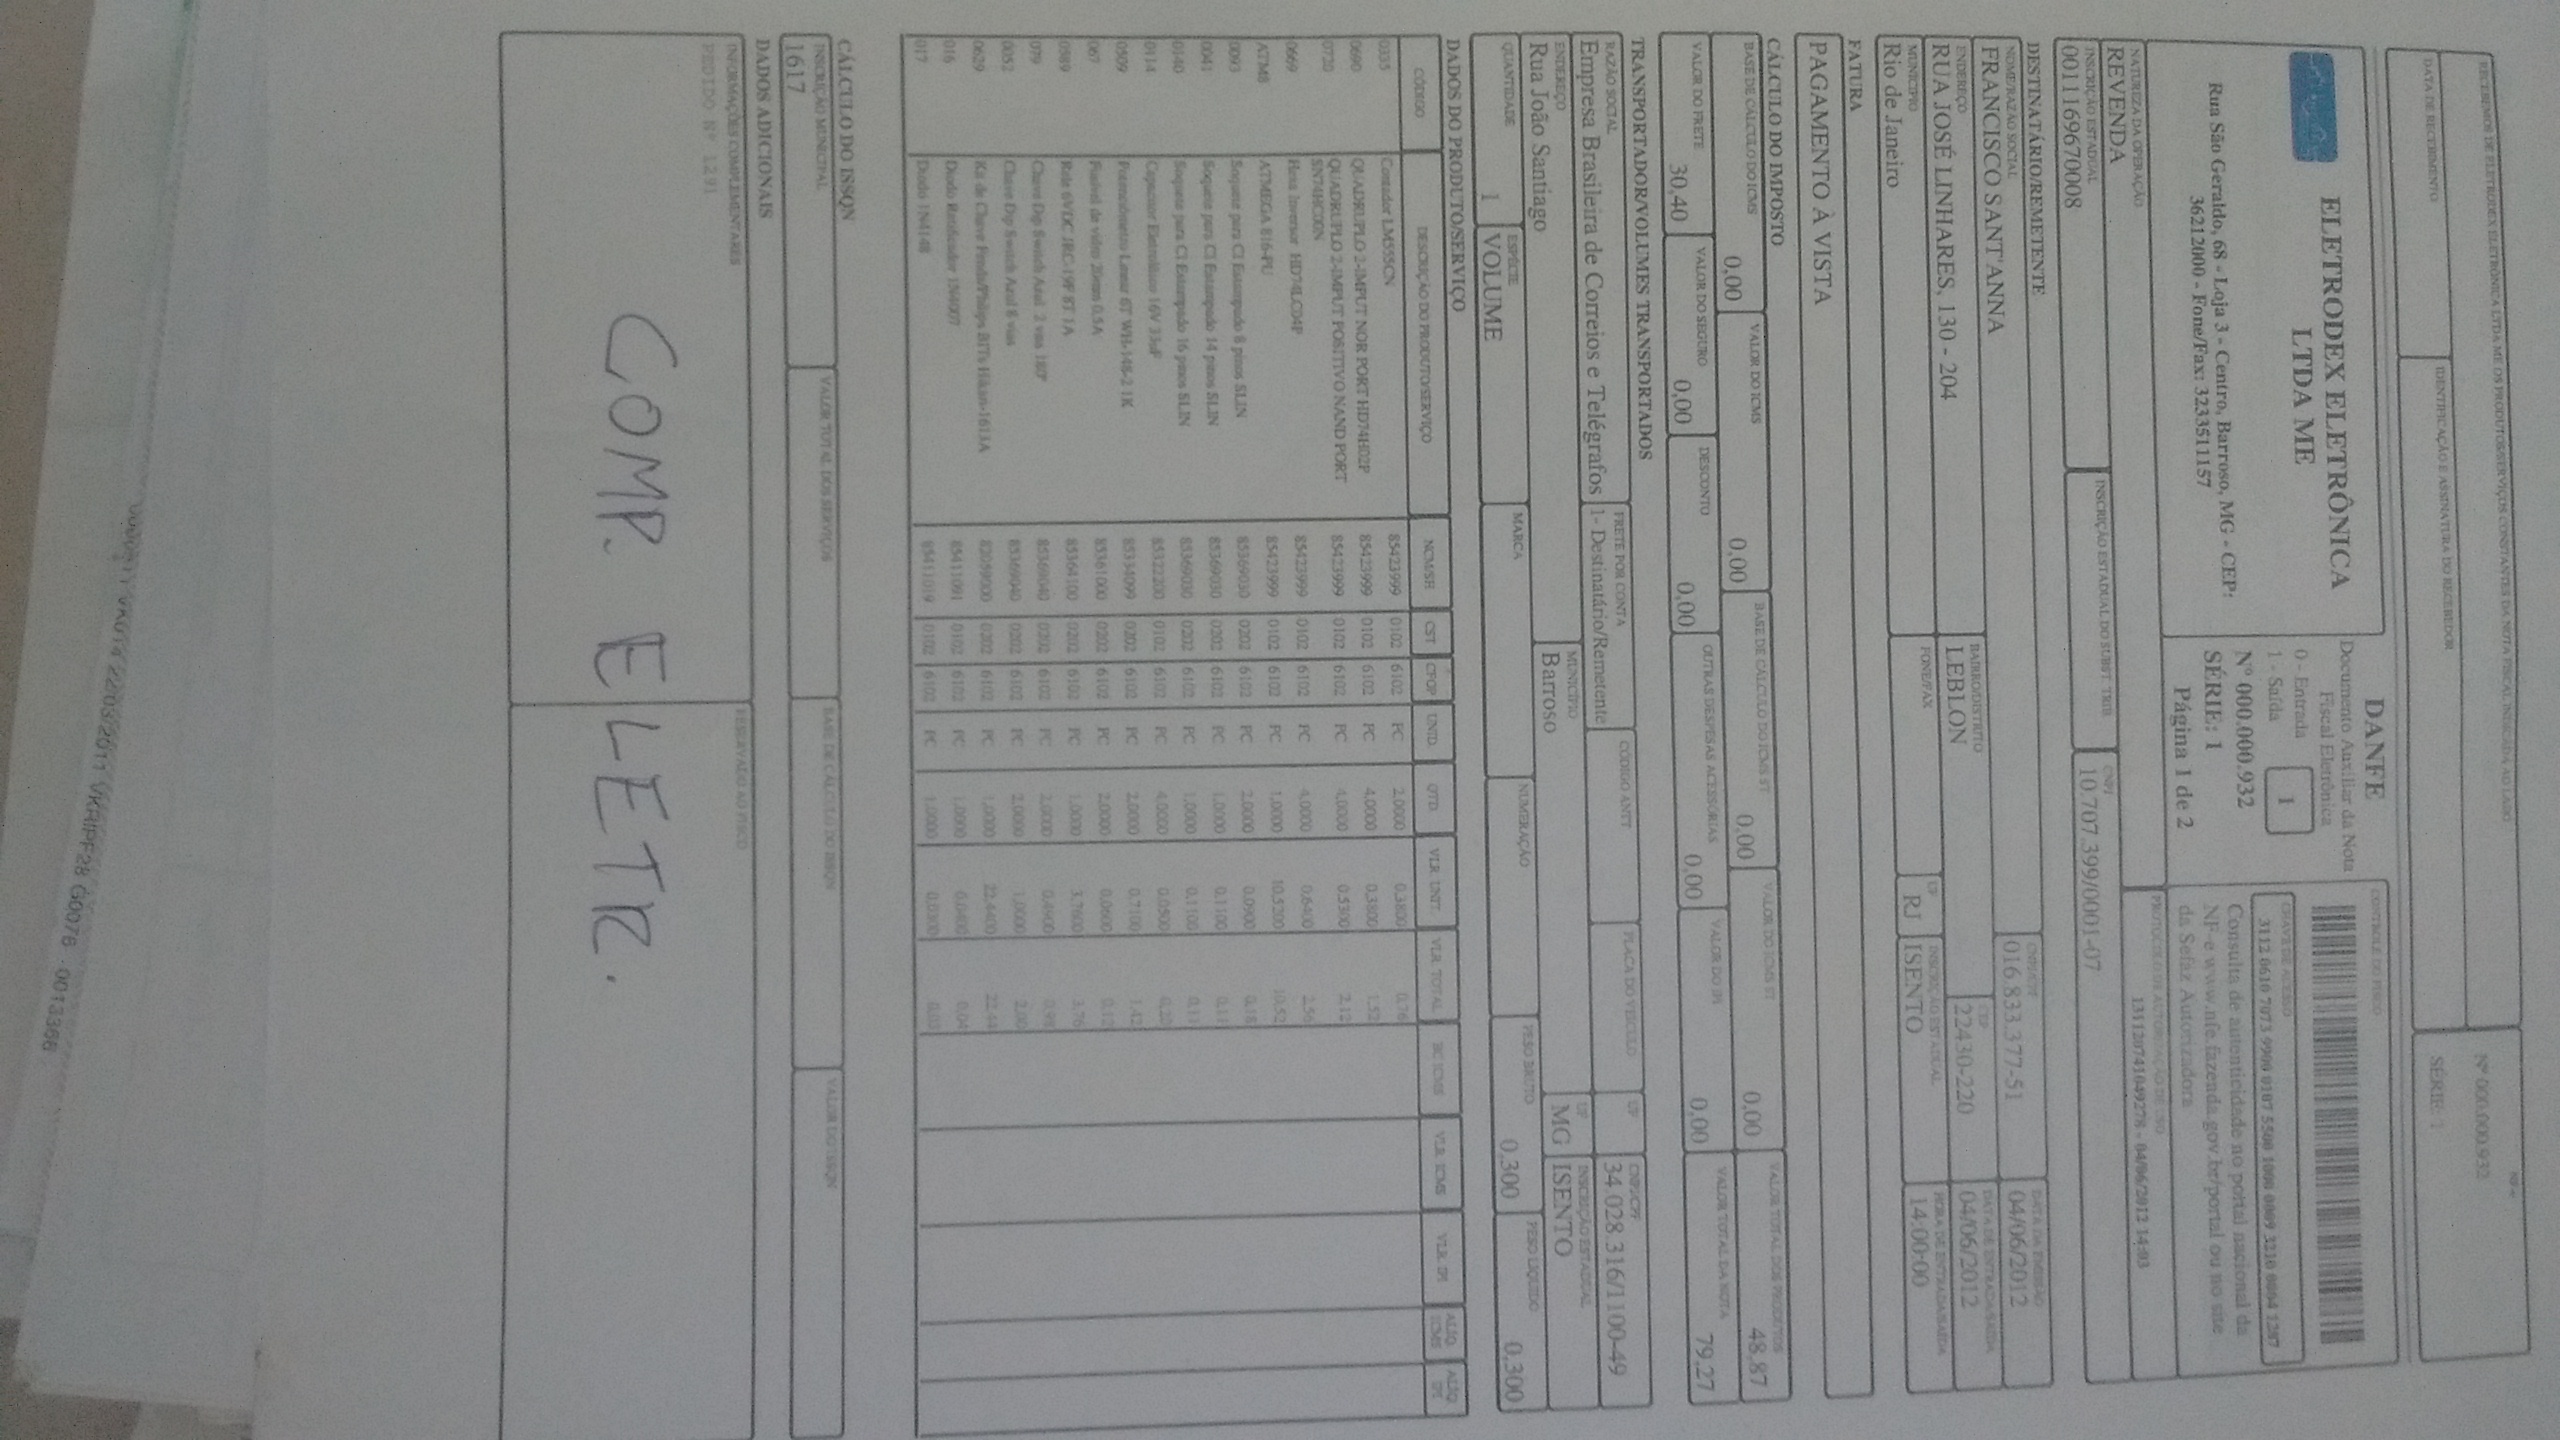 RECEBEMOS DE ELETRODEX ELETRÔNICA LTDA ME OS PRODUTOS/SERVIÇOS CONSTANTES DA NOTA FISCAL INDICADA AO LADO
DATA DE RECEBIMENTO
IDENTIFICAÇÃO E ASSINATURA DO RECEBEDOR
Nº 000.000.932
SÉRIE: 1
ELETRODEX ELETRÔNICA
LTDA ME
Rua São Geraldo, 68 - Loja 3 - Centro, Barroso, MG - CEP:
36212000 - Fone/Fax: 3233511157
DANFE
Documento Auxiliar da Nota
Fiscal Eletrônica
0 - Entrada
1 - Saída
1
Nº 000.000.932
SÉRIE: 1
Página 1 de 2
CONTROLE DO FISCO
CHAVE DE ACESSO
3112 0610 7073 9900 0107 5500 1000 0009 3210 0064 1287
Consulta de autenticidade no portal nacional da
NF-e www.nfe.fazenda.gov.br/portal ou no site
da Sefaz Autorizadora
NATUREZA DA OPERAÇÃO
REVENDA
PROTOCOLO DE AUTORIZAÇÃO DE USO
131120741049278 - 04/06/2012 14:03
INSCRIÇÃO ESTADUAL
0011169670008
INSCRIÇÃO ESTADUAL DO SUBST. TRIB
CNPJ
10.707.399/0001-07
DESTINATÁRIO/REMETENTE
NOME/RAZÃO SOCIAL
FRANCISCO SANT'ANNA
CNPJ/CPF
016.833.377-51
DATA DA EMISSÃO
04/06/2012
ENDEREÇO
RUA JOSÉ LINHARES, 130 - 204
BAIRRO/DISTRITO
LEBLON
CEP
22430-220
DATA DE ENTRADA/SAÍDA
04/06/2012
MUNICÍPIO
Rio de Janeiro
FONE/FAX
UF
RJ
INSCRIÇÃO ESTADUAL
ISENTO
HORA DE ENTRADA/SAÍDA
14:00:00
FATURA
PAGAMENTO À VISTA
CÁLCULO DO IMPOSTO
BASE DE CÁLCULO DO ICMS
0,00
VALOR DO ICMS
0,00
BASE DE CÁLCULO DO ICMS ST
0,00
VALOR DO ICMS ST
0,00
VALOR TOTAL DOS PRODUTOS
48,87
VALOR DO FRETE
30,40
VALOR DO SEGURO
0,00
DESCONTO
0,00
OUTRAS DESPESAS ACESSÓRIAS
0,00
VALOR DO IPI
0,00
VALOR TOTAL DA NOTA
79,27
TRANSPORTADOR/VOLUMES TRANSPORTADOS
RAZÃO SOCIAL
Empresa Brasileira de Correios e Telégrafos
FRETE POR CONTA
1- Destinatário/Remetente
CÓDIGO ANTT
PLACA DO VEÍCULO
UF
CNPJ/CPF
34.028.316/1100-49
ENDEREÇO
Rua João Santiago
MUNICÍPIO
Barroso
UF
MG
INSCRIÇÃO ESTADUAL
ISENTO
QUANTIDADE
1
ESPÉCIE
VOLUME
MARCA
NUMERAÇÃO
PESO BRUTO
0,300
PESO LÍQUIDO
0,300
DADOS DO PRODUTO/SERVIÇO
CÓDIGO DESCRIÇÃO DO PRODUTO/SERVIÇO NCM/SH CST CFOP UNID. QTD. VLR. UNIT. VLR. TOTAL BC ICMS VLR. ICMS VLR. IPI ALÍQ. ICMS ALÍQ. IPI
0335 Contador LM555CN 85423999 0102 6102 PC 2.0000 0.3800 0.76
0690 QUADRUPLO 2-IMPUT NOR PORT HD74H02P 85423999 0102 6102 PC 4.0000 0.3800 1.52
0720 QUADRUPLO 2-IMPUT POSITIVO NAND PORT SN74HC00N 85423999 0102 6102 PC 4.0000 0.5300 2.12
0669 Hexa Inversor HD74LC04P 85423999 0102 6102 PC 4.0000 0.6400 2.56
ATM8 ATMEGA 816-PU 85423999 0102 6102 PC 1.0000 10.5200 10.52
0093 Soquete para CI Estampado 8 pinos SLIN 85369030 0202 6102 PC 2.0000 0.0900 0.18
0041 Soquete para CI Estampado 14 pinos SLIN 85369030 0202 6102 PC 1.0000 0.1100 0.11
0140 Soquete para CI Estampado 16 pinos SLIN 85369030 0202 6102 PC 1.0000 0.1100 0.11
0114 Capacitor Eletrolítico 16V 33uF 85322200 0102 6102 PC 4.0000 0.0500 0.20
0509 Potenciômetro Linear 6T WH-148-2 1K 85334099 0202 6102 PC 2.0000 0.7100 1.42
067 Fusível de vidro 20mm 0.5A 85361000 0202 6102 PC 2.0000 0.0600 0.12
0989 Rele 6VDC JRC-19F 8T 1A 85364100 0202 6102 PC 1.0000 3.7600 3.76
079 Chave Dip Switch Azul 2 vias 180° 85369040 0202 6102 PC 2.0000 0.4900 0.98
0052 Chave Dip Switch Azul 8 vias 85369040 0202 6102 PC 2.0000 1.0000 2.00
0629 Kit de Chave Fenda/Philips BITs Hikari-1613A 82059000 0202 6102 PC 1.0000 22.4400 22.44
016 Diodo Retificador 1N4007 85411091 0102 6102 PC 1.0000 0.0400 0.04
017 Diodo 1N4148 85411019 0102 6102 PC 1.0000 0.0300 0.03
CÁLCULO DO ISSQN
INSCRIÇÃO MUNICIPAL
1617
VALOR TOTAL DOS SERVIÇOS
BASE DE CÁLCULO DO ISSQN
VALOR DO ISSQN
DADOS ADICIONAIS
INFORMAÇÕES COMPLEMENTARES
PEDIDO Nº 1291
RESERVADO AO FISCO
COMP. ELETR.
22/03/2011 VKRIPF28 G0076 - 0013366